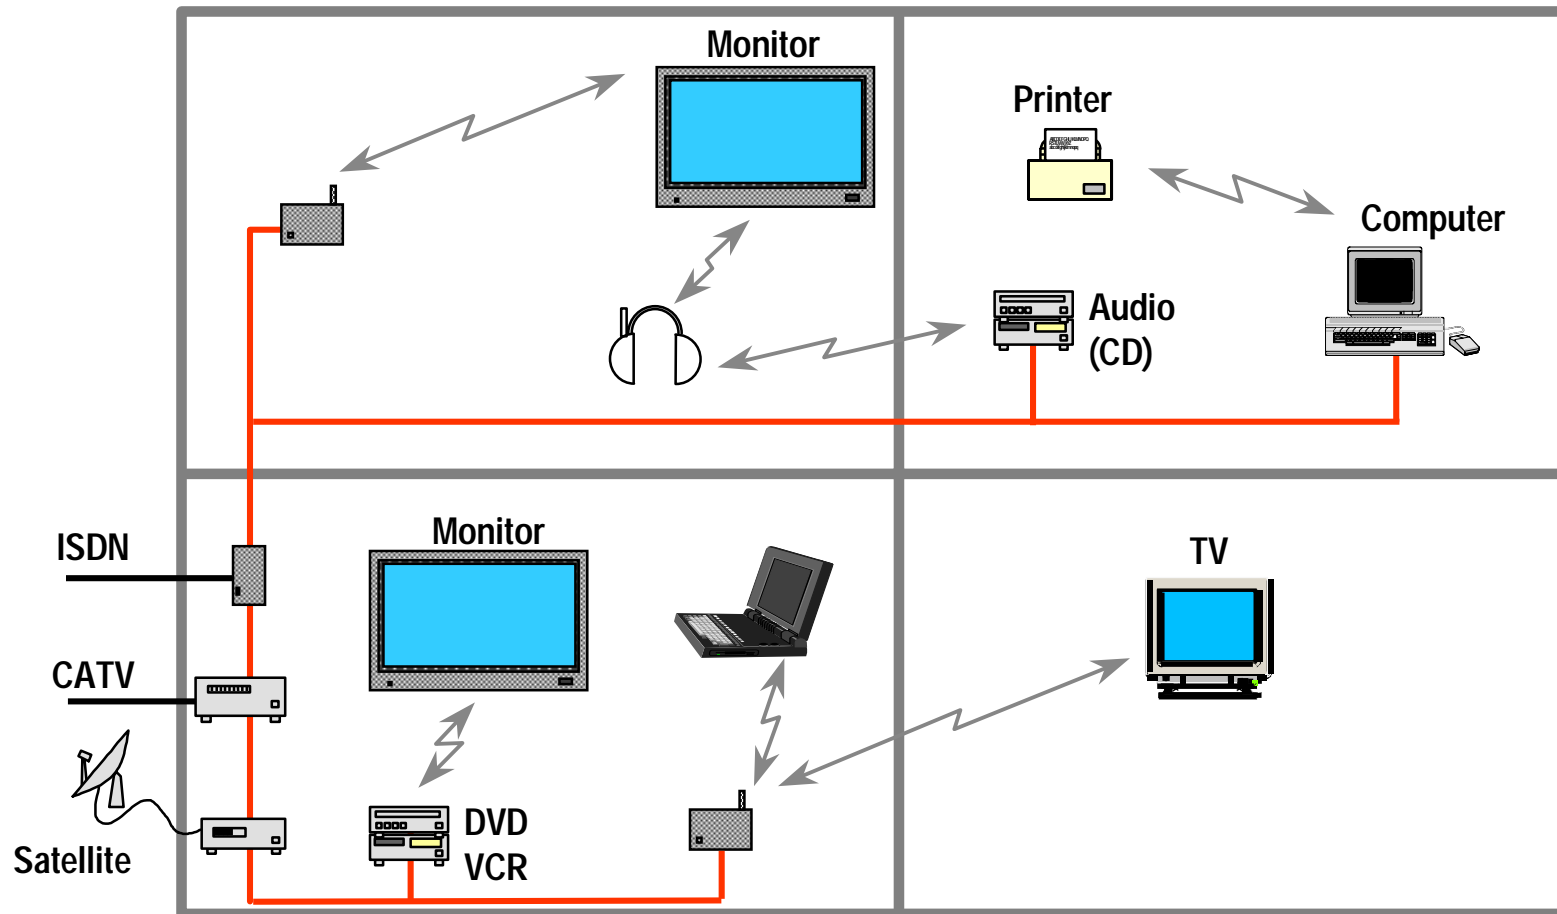 Monitor
Printer
Computer
Audio
(CD)
ISDN
Monitor
TV
CATV
DVD
VCR
Satellite